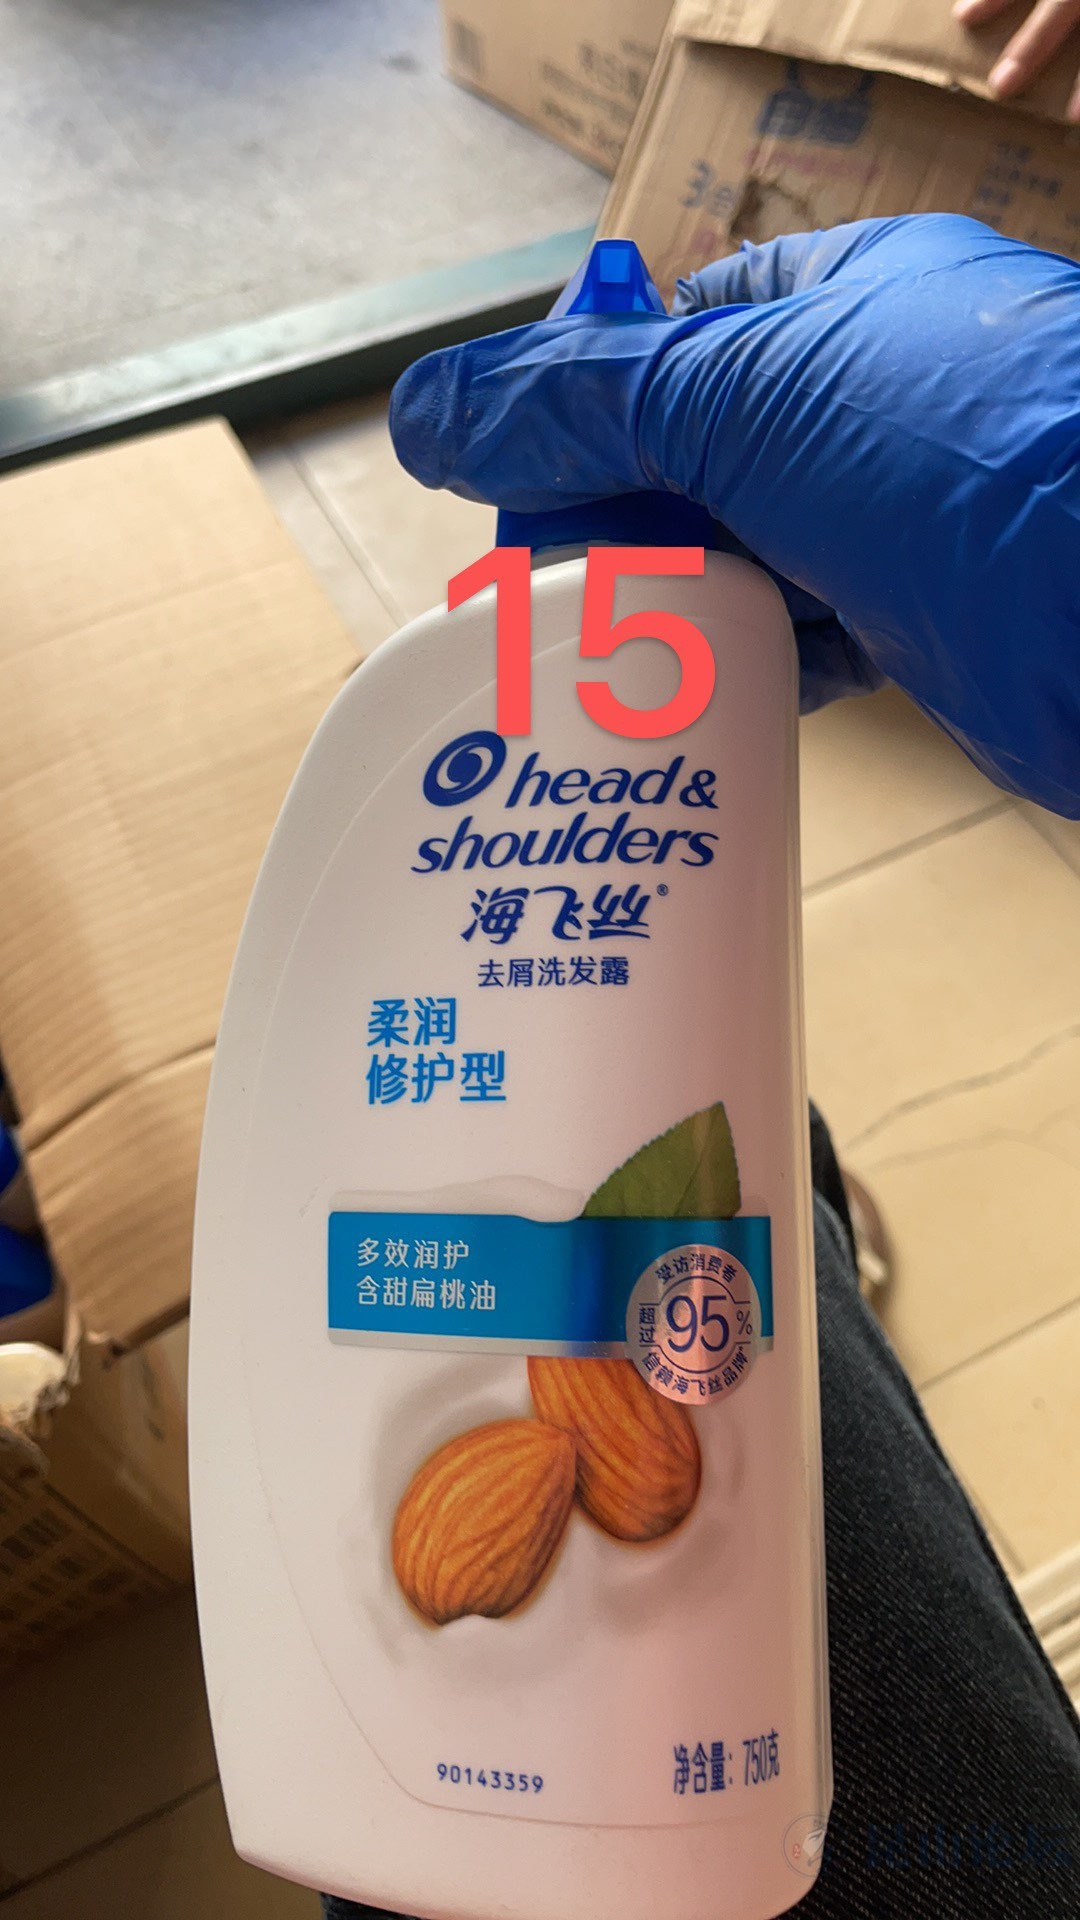 15
head &
shoulders
海飞丝®
去屑洗发露
柔润
修护型
多效润护
含甜扁桃油
受访消费者
超过
95%
信赖海飞丝品牌
90143359
净含量：750克